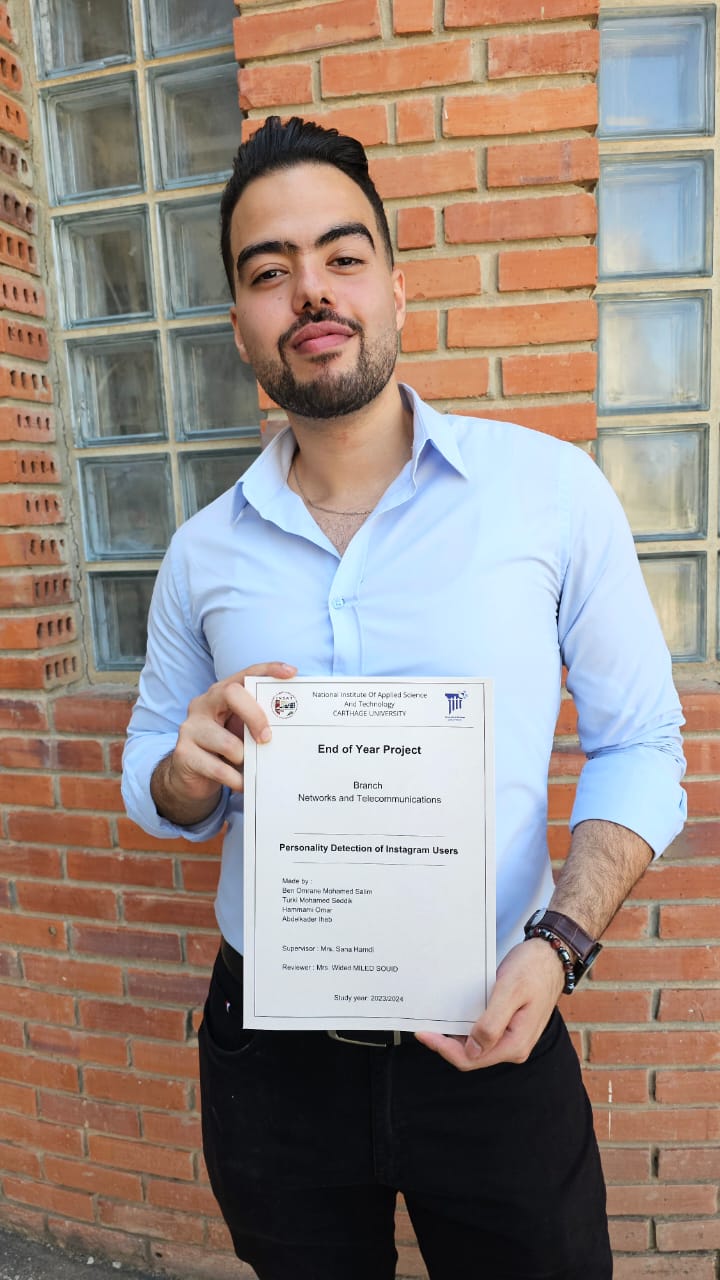 National Institute Of Applied Science
And Technology
CARTHAGE UNIVERSITY
End of Year Project
Branch
Networks and Telecommunications
Personality Detection of Instagram Users
Made by :
Ben Omrane Mohamed Salim
Turki Mohamed Seddik
Hammami Omar
Abdelkader Iheb
Supervisor : Mrs. Sana Hamdi
Reviewer : Mrs. Wided MILED SOUID
Study year: 2023/2024